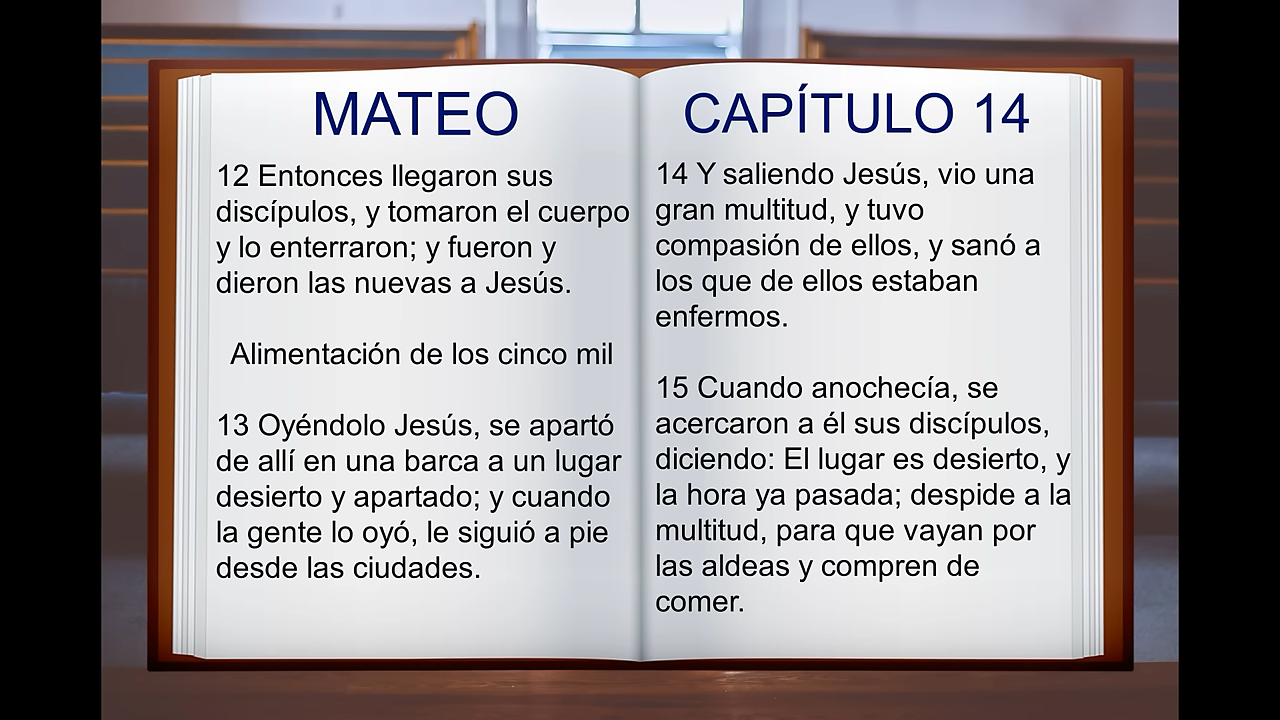 MATEO
12 Entonces llegaron sus
discípulos, y tomaron el cuerpo
y lo enterraron; y fueron y
dieron las nuevas a Jesús.
Alimentación de los cinco mil
13 Oyéndolo Jesús, se apartó
de allí en una barca a un lugar
desierto y apartado; y cuando
la gente lo oyó, le siguió a pie
desde las ciudades.
CAPÍTULO 14
14 Y saliendo Jesús, vio una
gran multitud, y tuvo
compasión de ellos, y sanó a
los que de ellos estaban
enfermos.
15 Cuando anochecía, se
acercaron a él sus discípulos,
diciendo: El lugar es desierto, y
la hora ya pasada; despide a la
multitud, para que vayan por
las aldeas y compren de
comer.